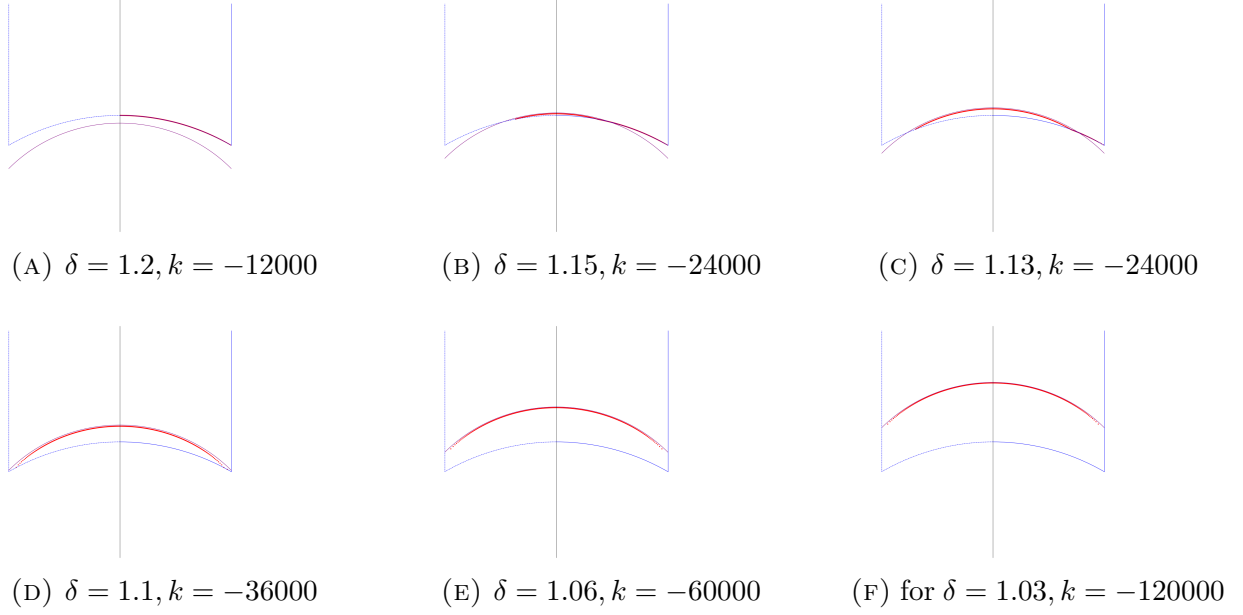 (A) δ = 1.2, k = −12000
(B) δ = 1.15, k = −24000
(C) δ = 1.13, k = −24000
(D) δ = 1.1, k = −36000
(E) δ = 1.06, k = −60000
(F) for δ = 1.03, k = −120000